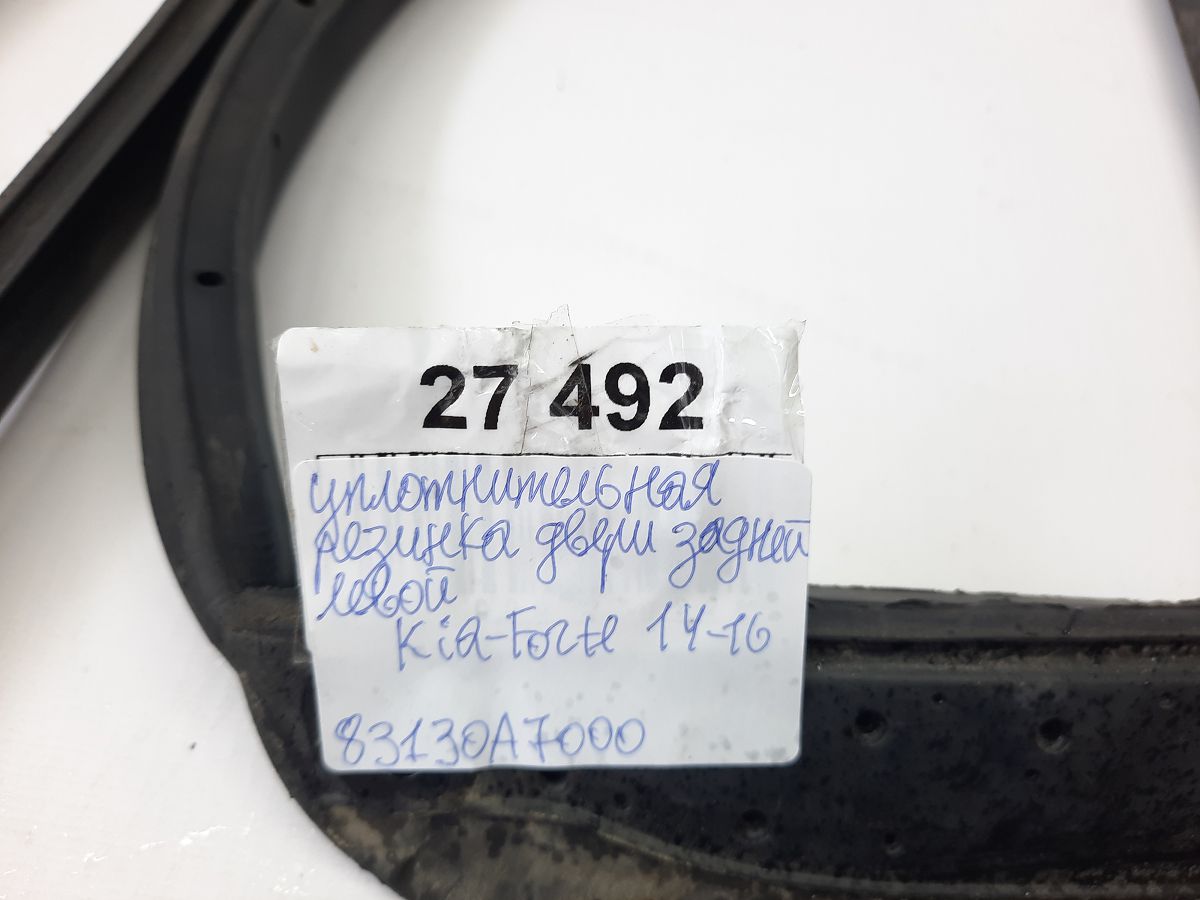 27 492
уплотнительная
резинка двери задней
левой
Kia-Forte 14-16
83130A7000